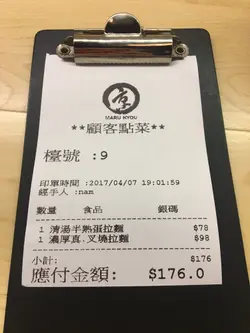 京
MARU KYOU
**顧客點菜**
檯號 :9
印單時間 :2017/04/07 19:01:59
經手人 :nam
數量 食品 銀碼
1 清湯半熟蛋拉麵 $78
1 濃厚真.叉燒拉麵 $98
小計: $176
應付金額: $176.0